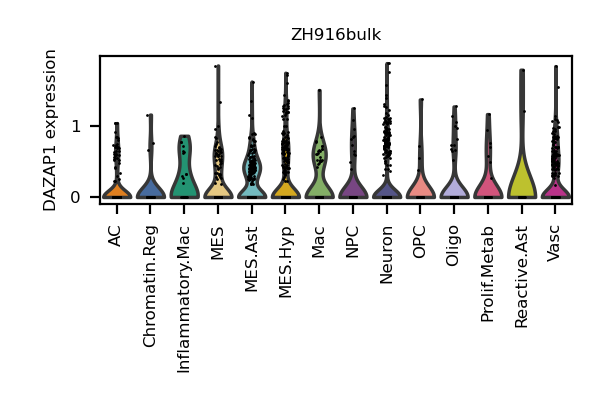 ZH916bulk
DAZAP1 expression
1
0
AC
Chromatin.Reg
Inflammatory.Mac
MES
MES.Ast
MES.Hyp
Mac
NPC
Neuron
OPC
Oligo
Prolif.Metab
Reactive.Ast
Vasc